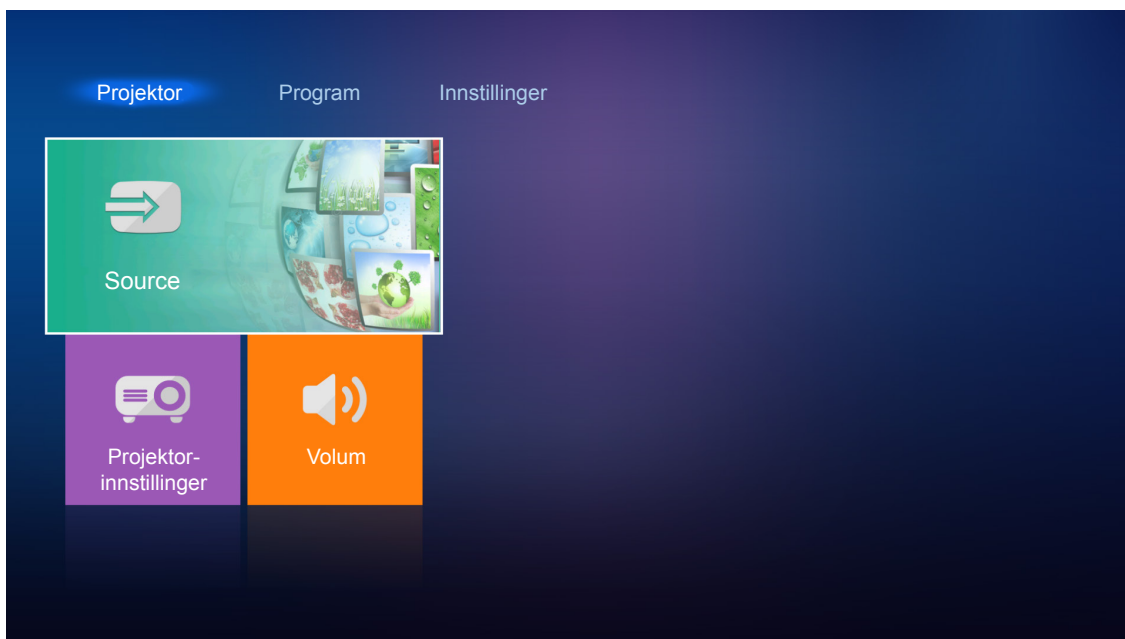 Projektor Program Innstillinger
Source
Projektor-
innstillinger
Volum